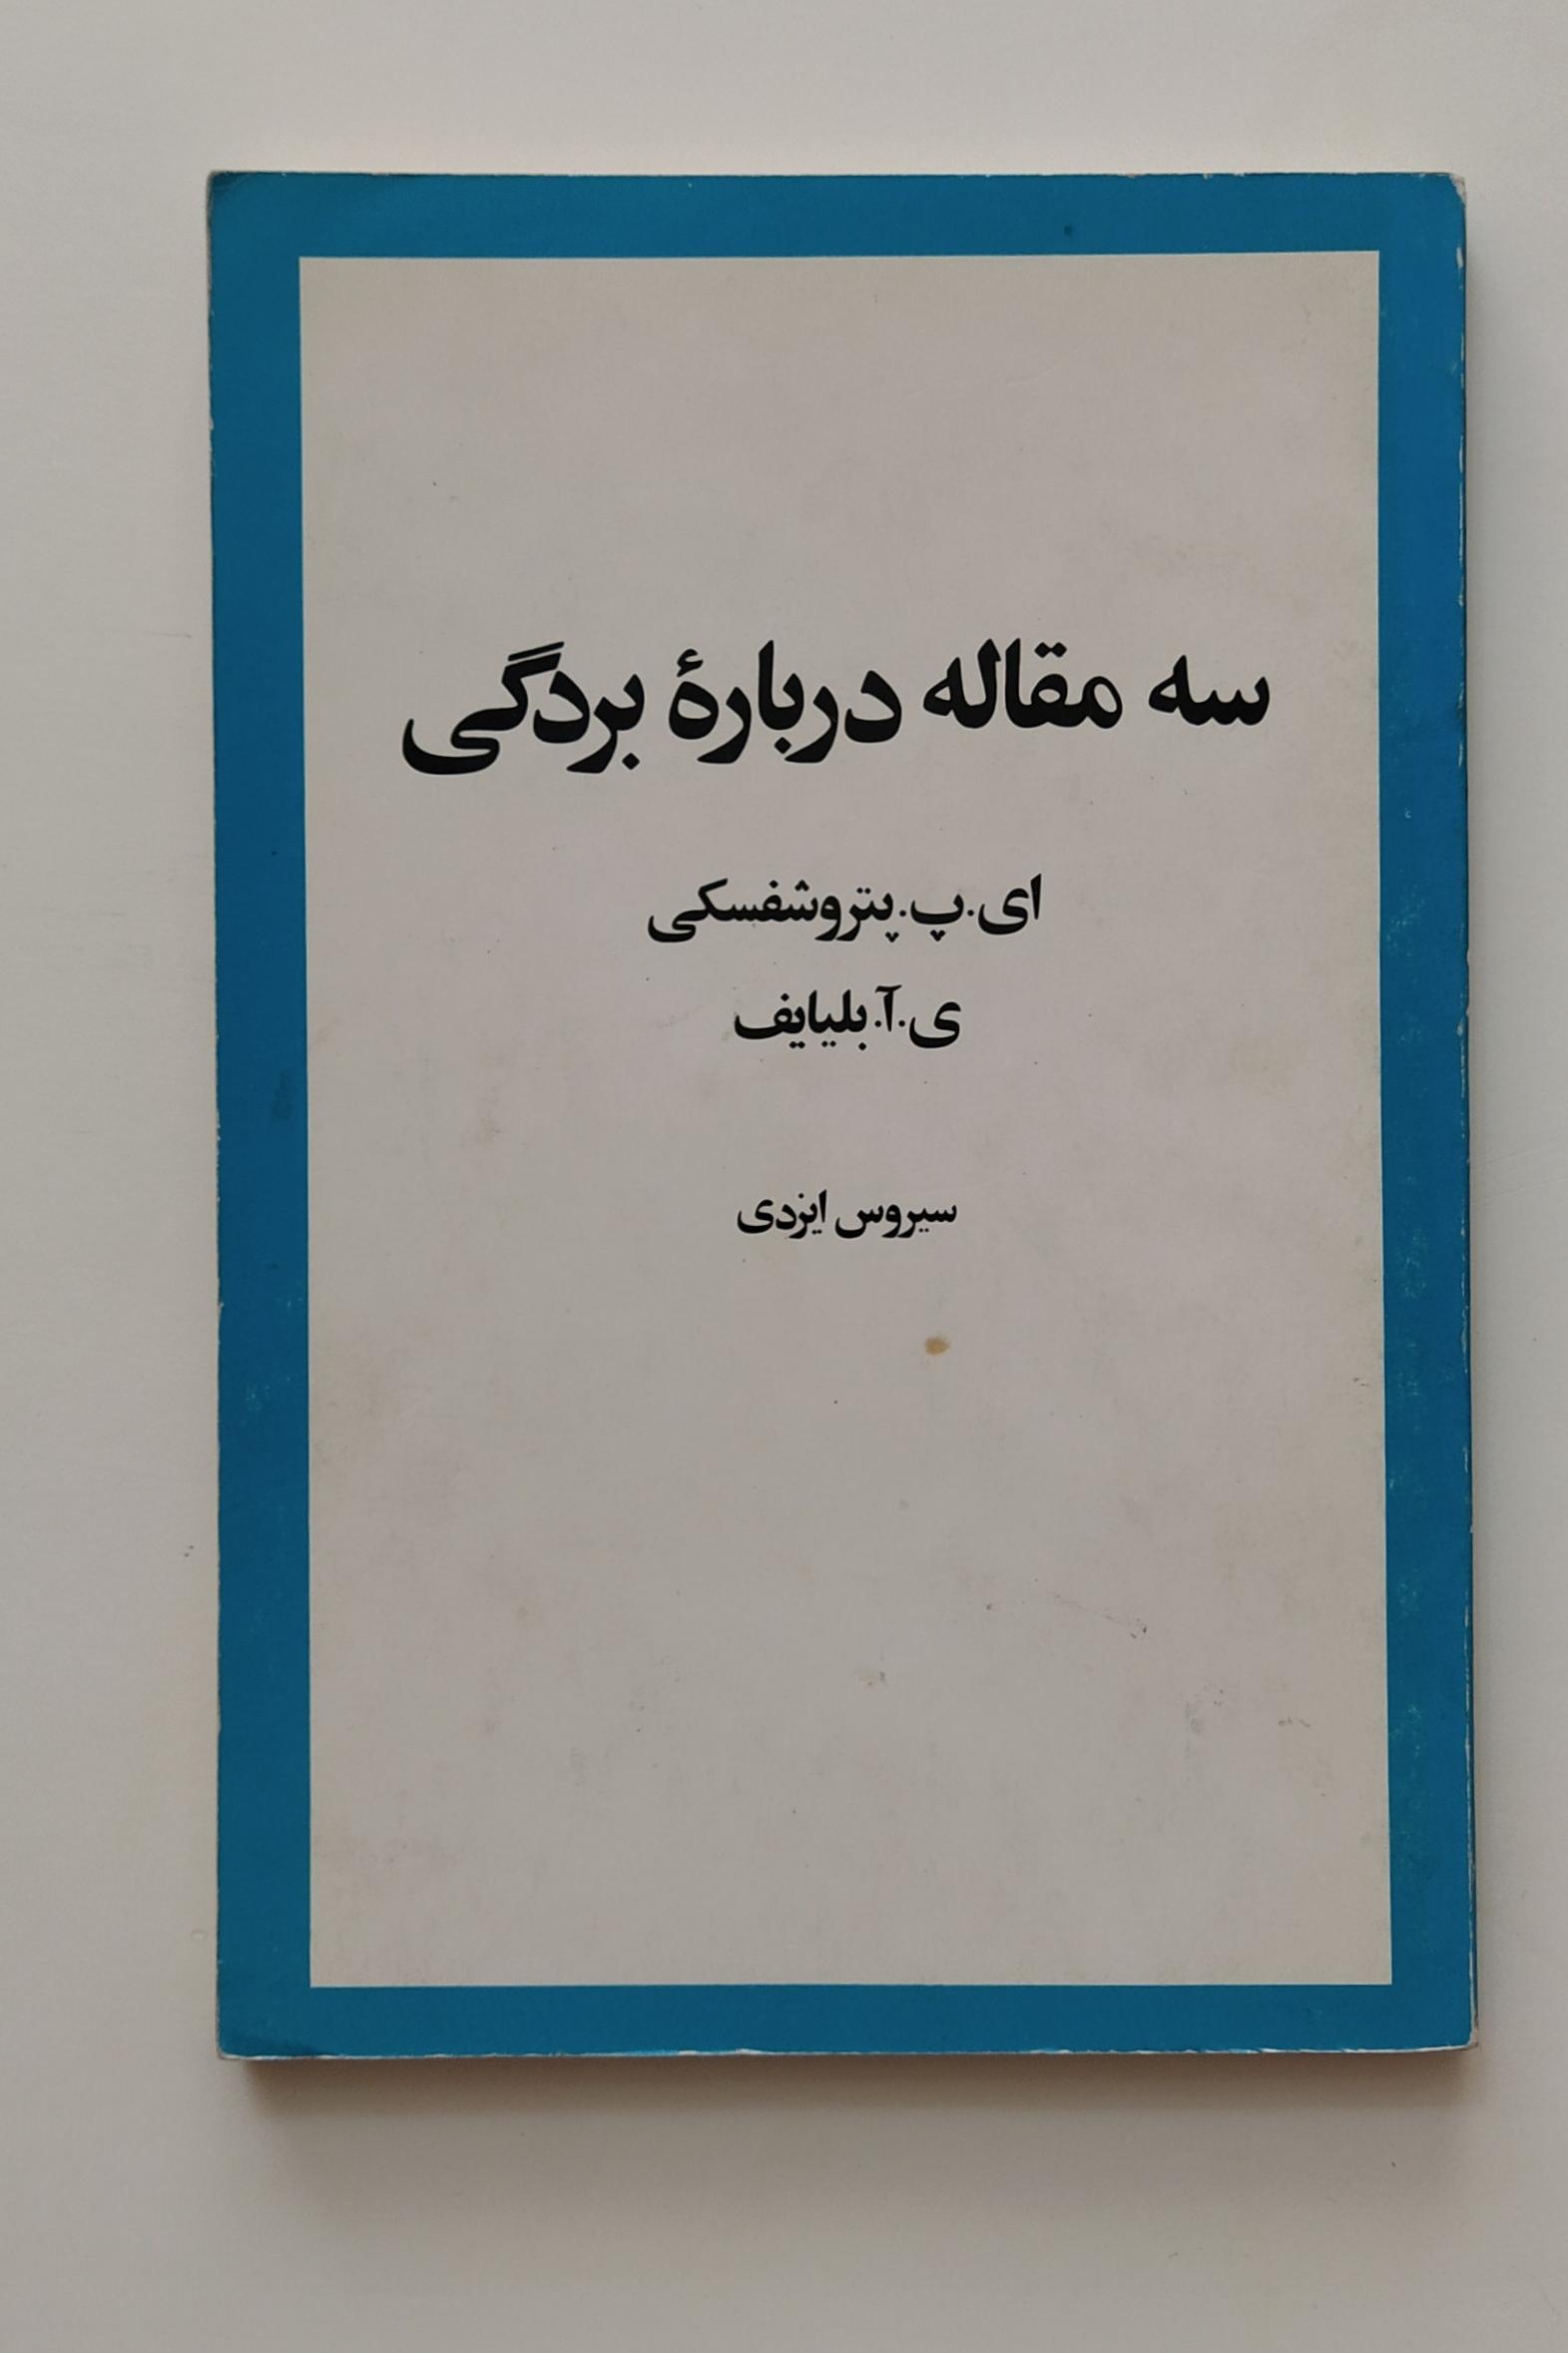 سه مقاله دربارهٔ بردگی
ای.پ.پتروشفسکی
ی.آ.بلیایف
سیروس ایزدی